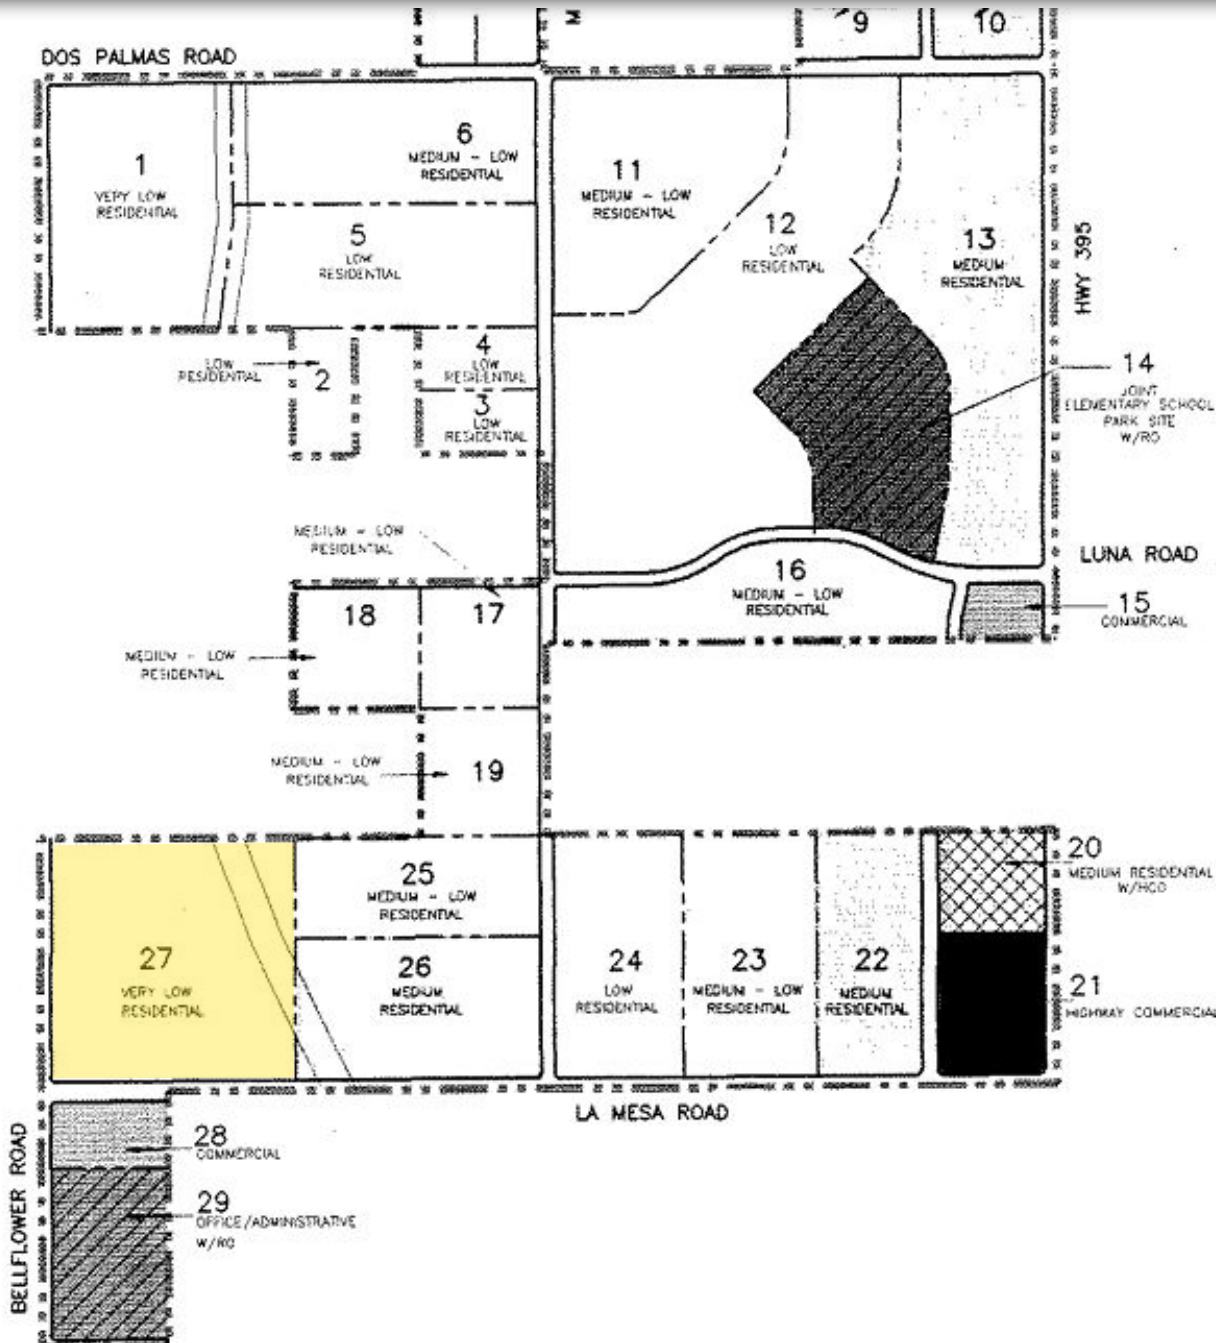 M
9
10
DOS PALMAS ROAD
1
VERY LOW
RESIDENTIAL
6
MEDIUM - LOW
RESIDENTIAL
5
LOW
RESIDENTIAL
11
MEDIUM - LOW
RESIDENTIAL
12
LOW
RESIDENTIAL
13
MEDIUM
RESIDENTIAL
HWY 395
LOW
RESIDENTIAL
2
4
LOW
RESIDENTIAL
3
LOW
RESIDENTIAL
14
JOINT
ELEMENTARY SCHOOL
PARK SITE
W/RO
MEDIUM - LOW
RESIDENTIAL
LUNA ROAD
16
MEDIUM - LOW
RESIDENTIAL
15
COMMERCIAL
18
17
MEDIUM - LOW
RESIDENTIAL
MEDIUM - LOW
RESIDENTIAL
19
20
MEDIUM RESIDENTIAL
W/HCO
25
MEDIUM - LOW
RESIDENTIAL
27
VERY LOW
RESIDENTIAL
26
MEDIUM
RESIDENTIAL
24
LOW
RESIDENTIAL
23
MEDIUM - LOW
RESIDENTIAL
22
MEDIUM
RESIDENTIAL
21
HIGHWAY COMMERCIAL
LA MESA ROAD
BELLFLOWER ROAD
28
COMMERCIAL
29
OFFICE/ADMINISTRATIVE
W/RO